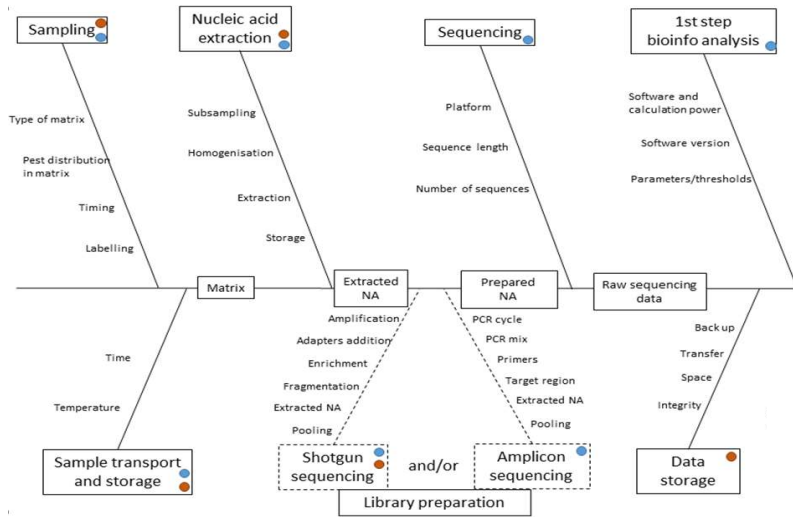 Sampling
Nucleic acid
extraction
Sequencing
1st step
bioinfo analysis
Type of matrix
Pest distribution
in matrix
Timing
Labelling
Subsampling
Homogenisation
Extraction
Storage
Platform
Sequence length
Number of sequences
Software and
calculation power
Software version
Parameters/thresholds
Matrix
Extracted
NA
Prepared
NA
Raw sequencing
data
Time
Temperature
Sample transport
and storage
Amplification
Adapters addition
Enrichment
Fragmentation
Extracted NA
Pooling
Shotgun
sequencing
and/or
PCR cycle
PCR mix
Primers
Target region
Extracted NA
Pooling
Amplicon
sequencing
Library preparation
Back up
Transfer
Space
Integrity
Data
storage